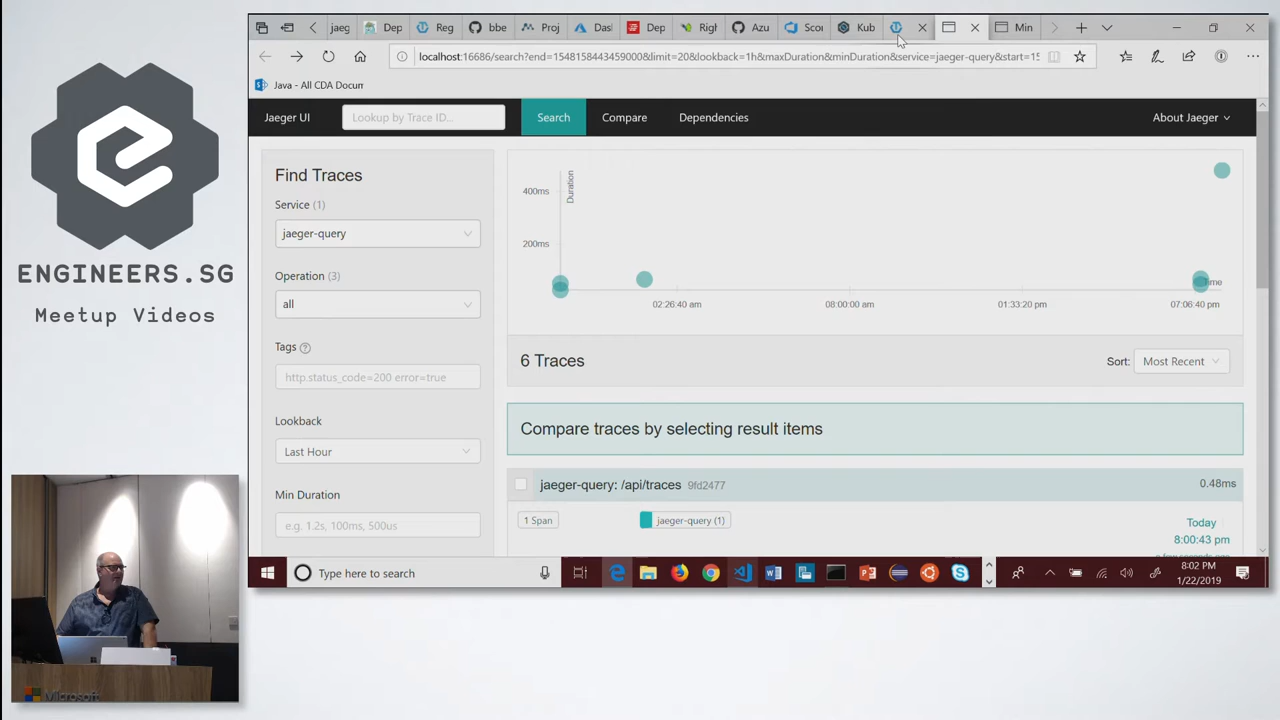 jaeg
Dep
Reg
bbe
Proj
Das
Dep
Righ
Azu
Scor
Kub
Min
localhost:16686/search?end=1548158443459000&limit=20&lookback=1h&maxDuration&minDuration&service=jaeger-query&start=15
Java - All CDA Docum
Jaeger UI
Lookup by Trace ID...
Search
Compare
Dependencies
About Jaeger
Find Traces
Service (1)
jaeger-query
Operation (3)
all
Tags
http.status_code=200 error=true
Lookback
Last Hour
Min Duration
e.g. 1.2s, 100ms, 500us
Duration
400ms
200ms
Time
02:26:40 am
08:00:00 am
01:33:20 pm
07:06:40 pm
6 Traces
Sort:
Most Recent
Compare traces by selecting result items
jaeger-query: /api/traces 9fd2477
0.48ms
1 Span
jaeger-query (1)
Today
8:00:43 pm
a few seconds ago
Type here to search
8:02 PM
1/22/2019
ENGINEERS.SG
Meetup Videos
Microsoft